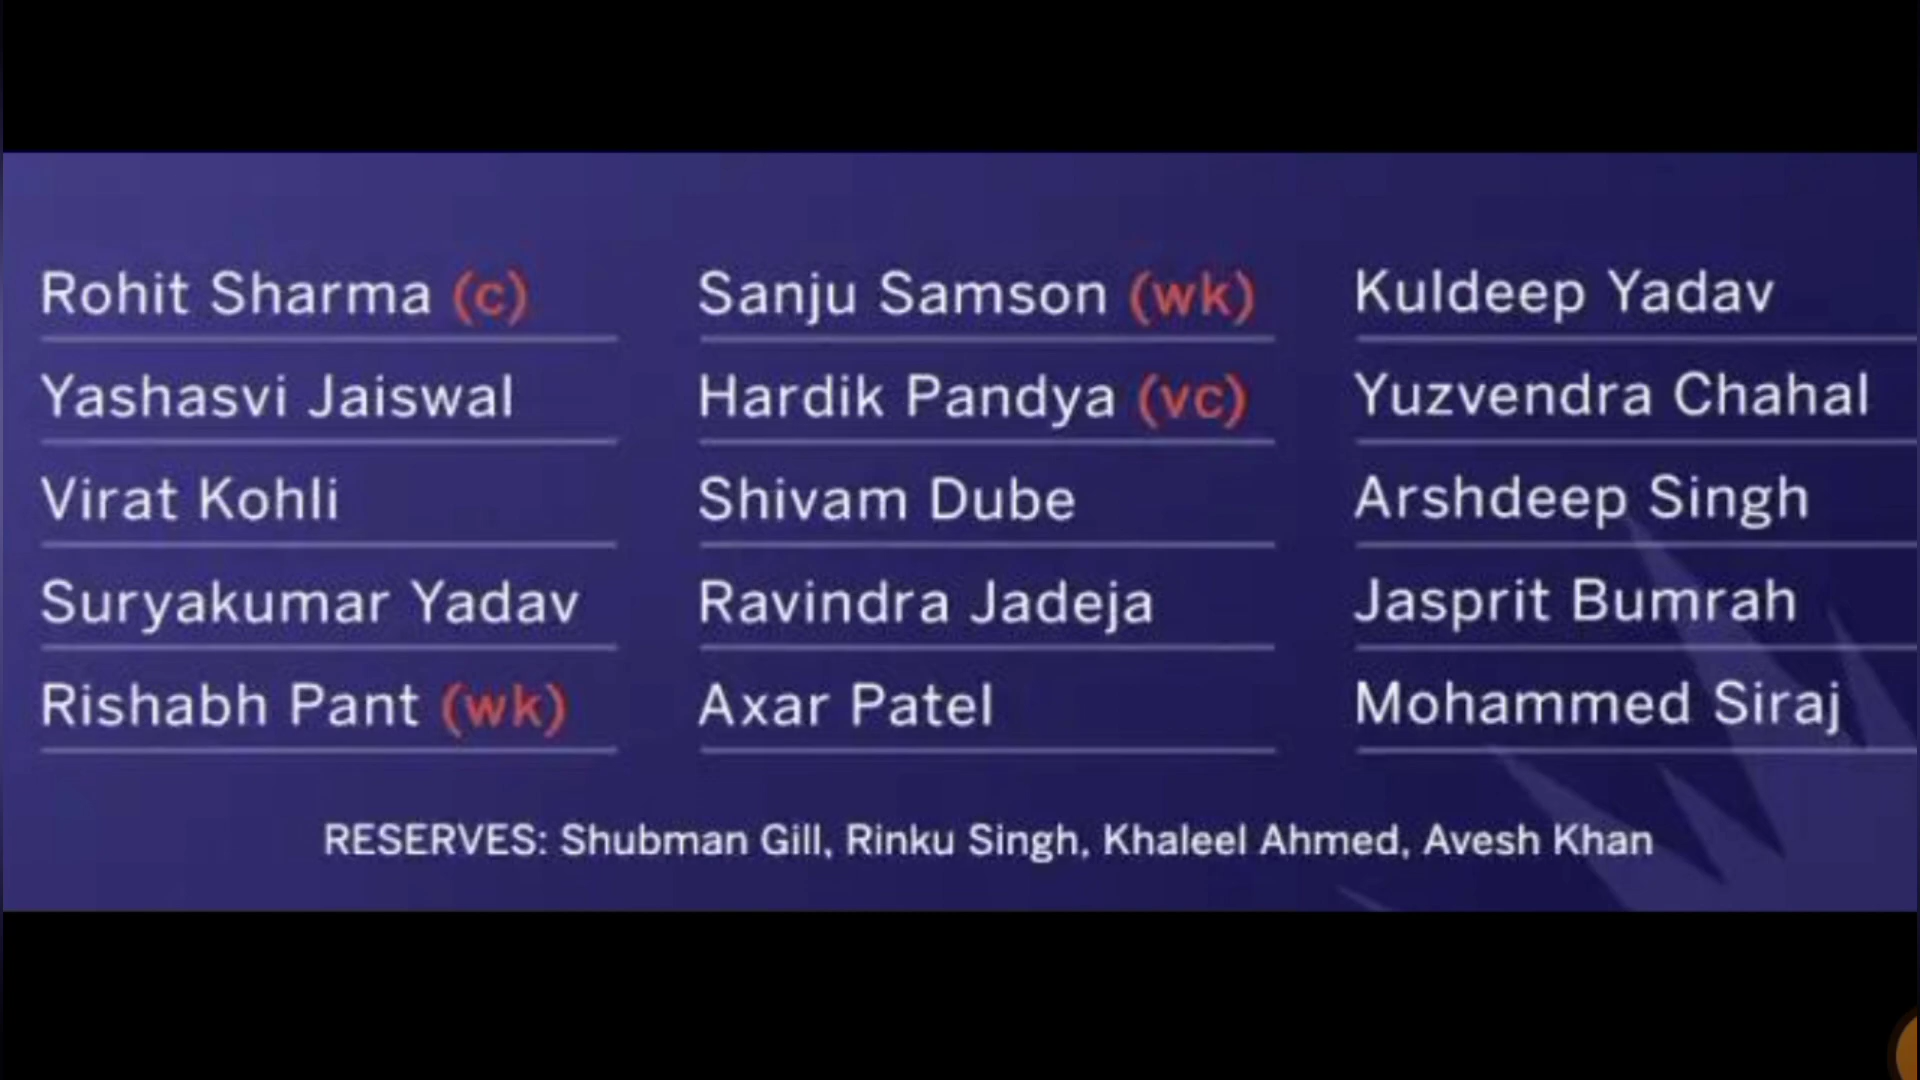 Rohit Sharma (c)
Yashasvi Jaiswal
Virat Kohli
Suryakumar Yadav
Rishabh Pant (wk)
Sanju Samson (wk)
Hardik Pandya (vc)
Shivam Dube
Ravindra Jadeja
Axar Patel
Kuldeep Yadav
Yuzvendra Chahal
Arshdeep Singh
Jasprit Bumrah
Mohammed Siraj
RESERVES: Shubman Gill, Rinku Singh, Khaleel Ahmed, Avesh Khan